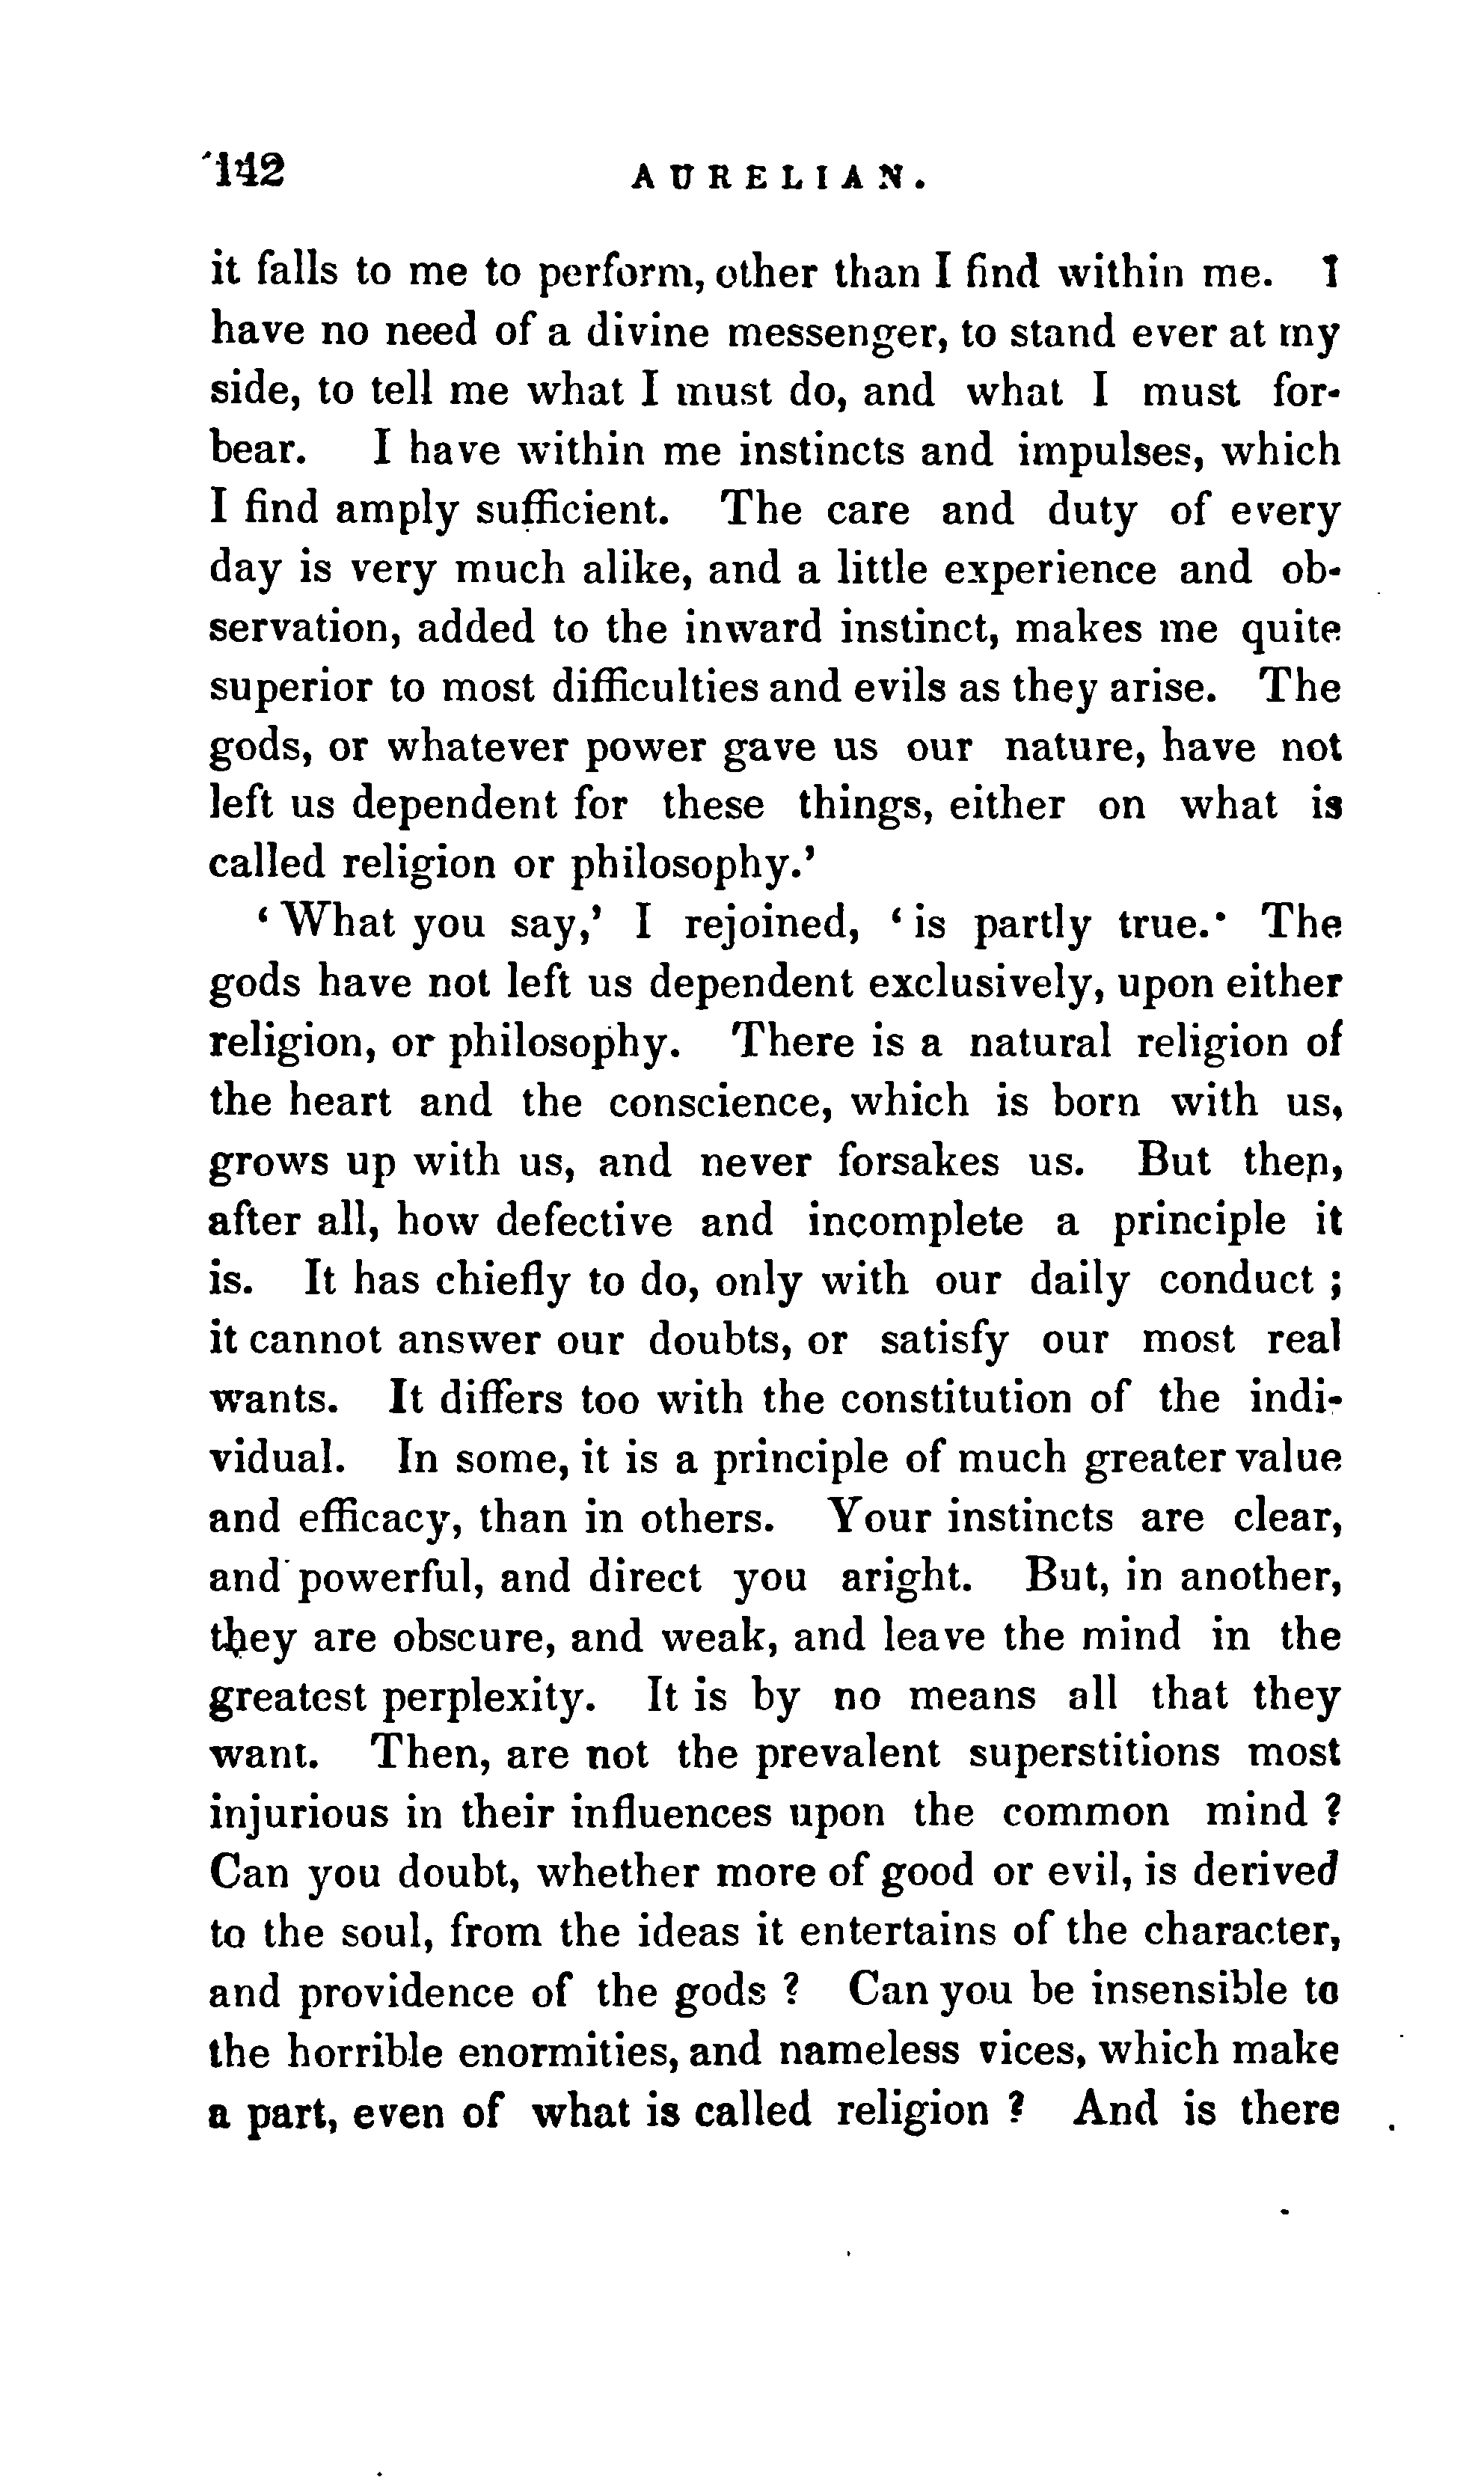 142 AURELIAN.
it falls to me to perform, other than I find within me. I
have no need of a divine messenger, to stand ever at my
side, to tell me what I must do, and what I must for-
bear. I have within me instincts and impulses, which
I find amply sufficient. The care and duty of every
day is very much alike, and a little experience and ob-
servation, added to the inward instinct, makes me quite
superior to most difficulties and evils as they arise. The
gods, or whatever power gave us our nature, have not
left us dependent for these things, either on what is
called religion or philosophy.’
‘What you say,’ I rejoined, ‘is partly true.’ The
gods have not left us dependent exclusively, upon either
religion, or philosophy. There is a natural religion of
the heart and the conscience, which is born with us,
grows up with us, and never forsakes us. But then,
after all, how defective and incomplete a principle it
is. It has chiefly to do, only with our daily conduct ;
it cannot answer our doubts, or satisfy our most real
wants. It differs too with the constitution of the indi-
vidual. In some, it is a principle of much greater value
and efficacy, than in others. Your instincts are clear,
and powerful, and direct you aright. But, in another,
they are obscure, and weak, and leave the mind in the
greatest perplexity. It is by no means all that they
want. Then, are not the prevalent superstitions most
injurious in their influences upon the common mind ?
Can you doubt, whether more of good or evil, is derived
to the soul, from the ideas it entertains of the character,
and providence of the gods ? Can you be insensible to
the horrible enormities, and nameless vices, which make
a part, even of what is called religion ? And is there